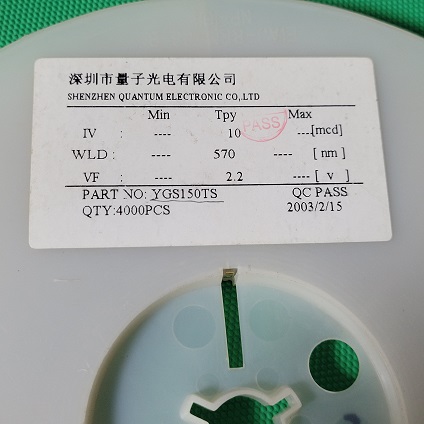 深圳市量子光电有限公司
SHENZHEN QUANTUM ELECTRONIC CO,.LTD
Min Tpy Max
IV : ---- 10 ---- [mcd]
WLD : ---- 570 ---- [ nm ]
VF : ---- 2.2 ---- [ v ]
PASS
PART NO: YGS150TS QC PASS
QTY:4000PCS 2003/2/15